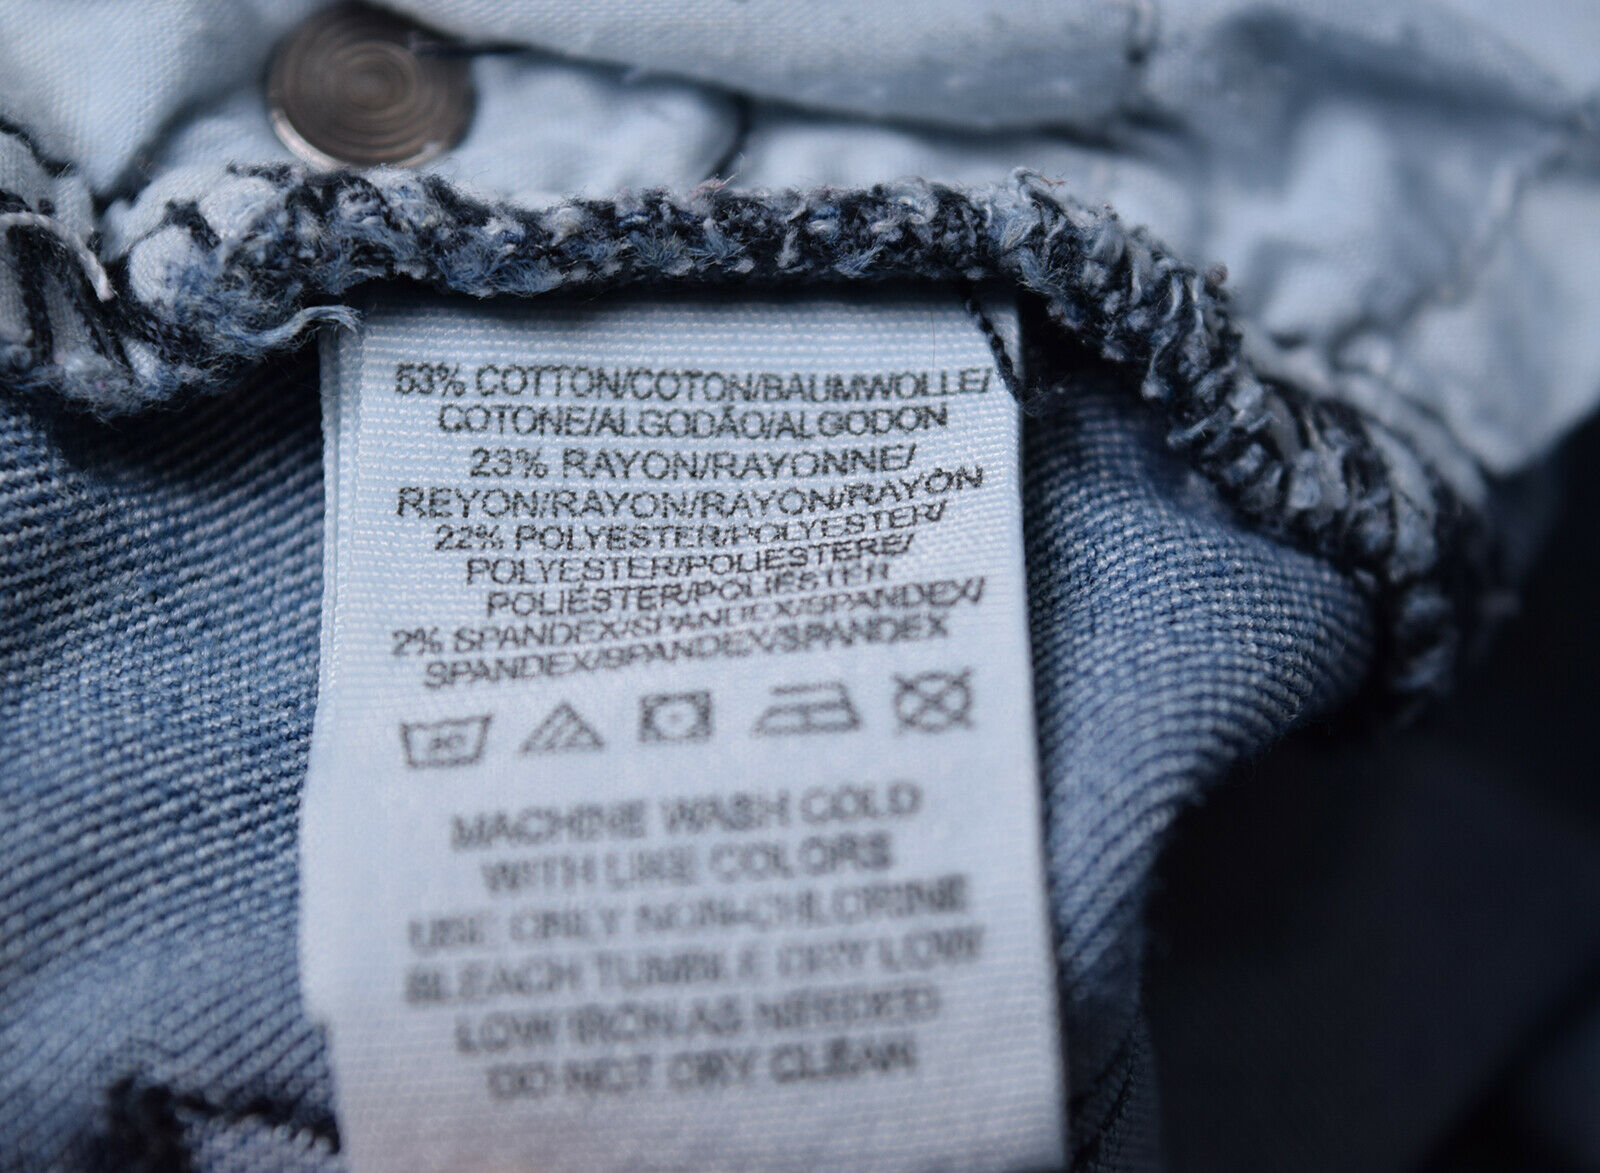 53% COTTON/COTON/BAUMWOLLE/
COTONE/ALGODÃO/ALGODON
23% RAYON/RAYONNE/
REYON/RAYON/RAYON/RAYÓN
22% POLYESTER/POLYESTER/
POLYESTER/POLIESTERE/
POLIÉSTER/POLIÉSTER
2% SPANDEX/SPANDEX/SPANDEX/
SPANDEX/SPANDEX/SPANDEX
30
MACHINE WASH COLD
WITH LIKE COLORS
USE ONLY NON-CHLORINE
BLEACH TUMBLE DRY LOW
LOW IRON AS NEEDED
DO NOT DRY CLEAN